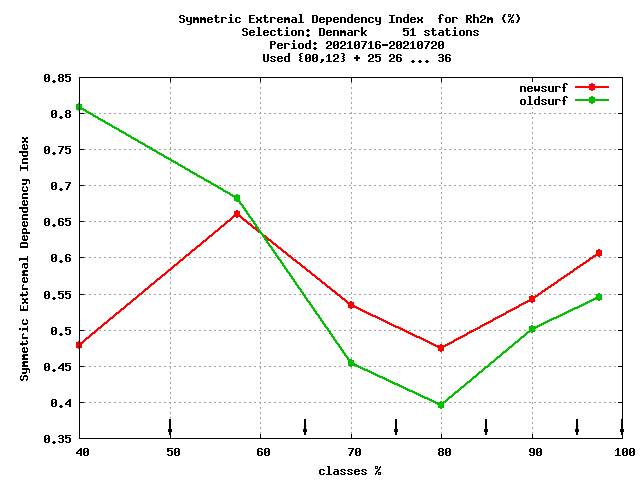 Symmetric Extremal Dependency Index for Rh2m (%)
Selection: Denmark 51 stations
Period: 20210716-20210720
Used {00,12} + 25 26 ... 36
newsurf
oldsurf
Symmetric Extremal Dependency Index
0.85
0.8
0.75
0.7
0.65
0.6
0.55
0.5
0.45
0.4
0.35
40 50 60 70 80 90 100
classes %